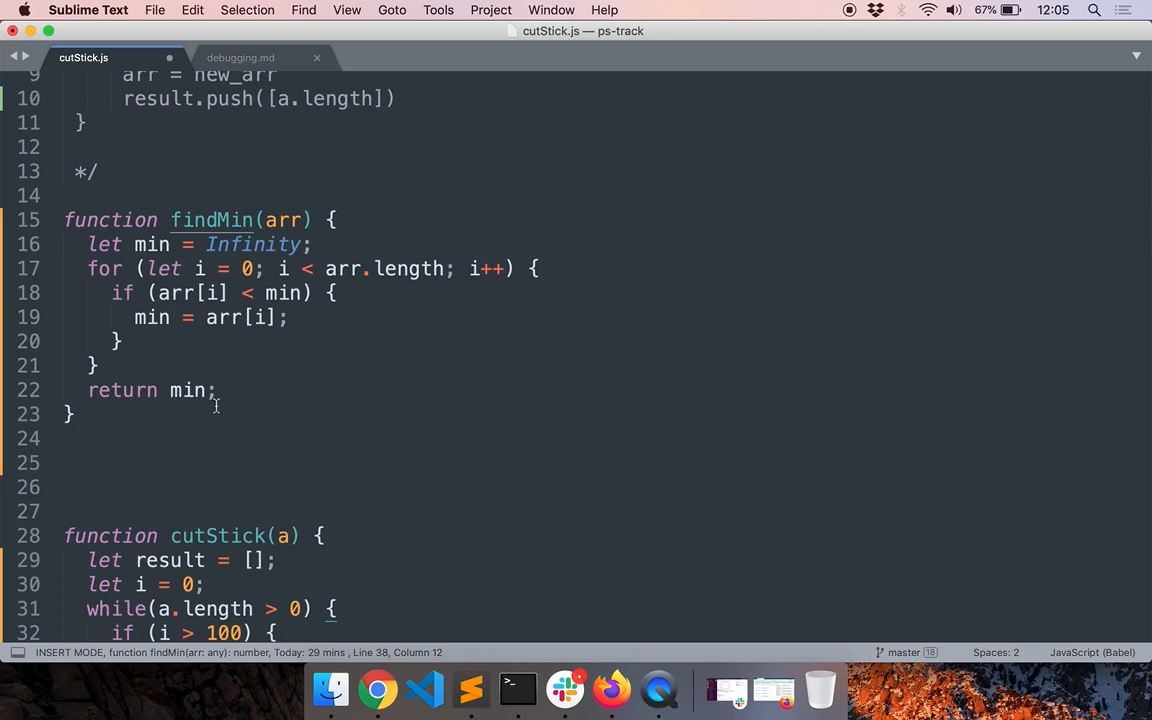 Sublime Text File Edit Selection Find View Goto Tools Project Window Help 67% 12:05
cutStick.js — ps-track
cutStick.js debugging.md
9 arr = new_arr
10 result.push([a.length])
11 }
12
13 */
14
15 function findMin(arr) {
16 let min = Infinity;
17 for (let i = 0; i < arr.length; i++) {
18 if (arr[i] < min) {
19 min = arr[i];
20 }
21 }
22 return min;
23 }
24
25
26
27
28 function cutStick(a) {
29 let result = [];
30 let i = 0;
31 while(a.length > 0) {
32 if (i > 100) {
INSERT MODE, function findMin(arr: any): number, Today: 29 mins , Line 38, Column 12 master 18 Spaces: 2 JavaScript (Babel)